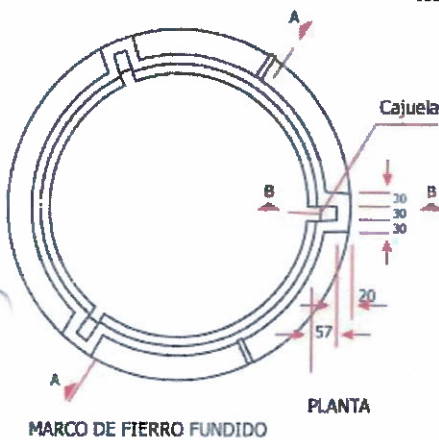 A
Cajuela
B
B
30
30
30
20
57
A
PLANTA
MARCO DE FIERRO FUNDIDO